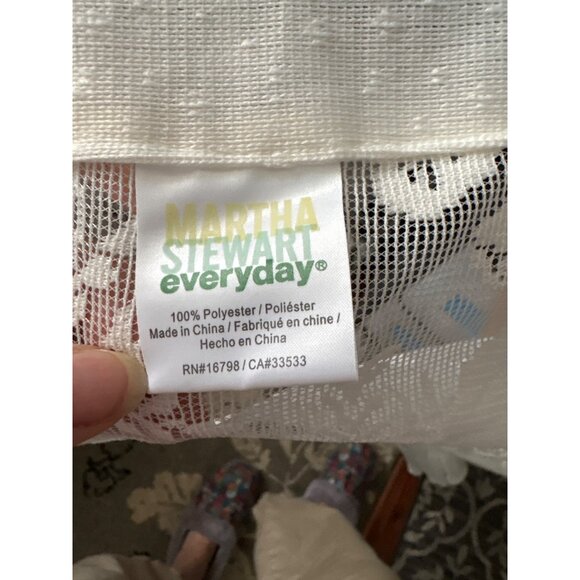 MARTHA
STEWART
everyday®
100% Polyester / Poliéster
Made in China / Fabriqué en chine /
Hecho en China
RN#16798 / CA#33533